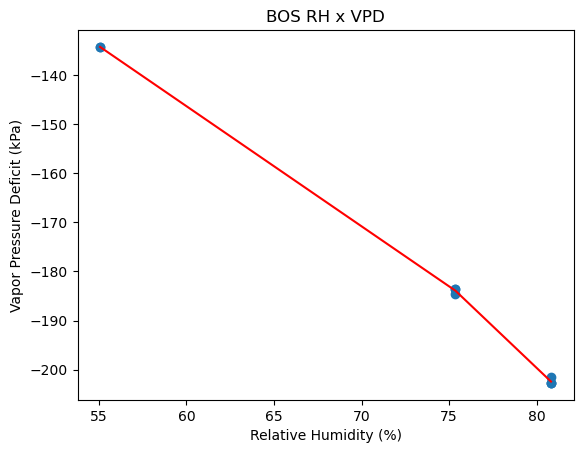 BOS RH x VPD
Vapor Pressure Deficit (kPa)
−140
−150
−160
−170
−180
−190
−200
55 60 65 70 75 80
Relative Humidity (%)